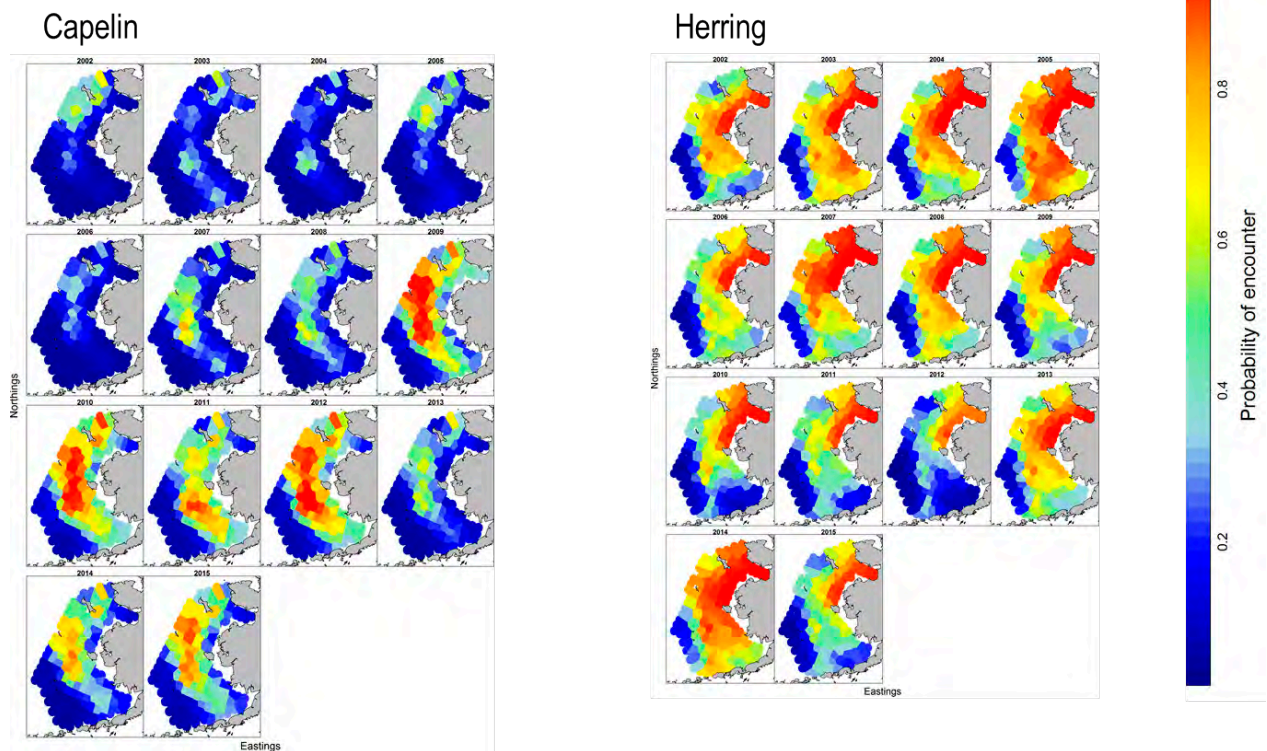 Capelin
2002 2003 2004 2005
2006 2007 2008 2009
2010 2011 2012 2013
2014 2015
Northings
Eastings
Herring
2002 2003 2004 2005
2006 2007 2008 2009
2010 2011 2012 2013
2014 2015
Northings
Eastings
0.8
0.6
0.4
0.2
Probability of encounter